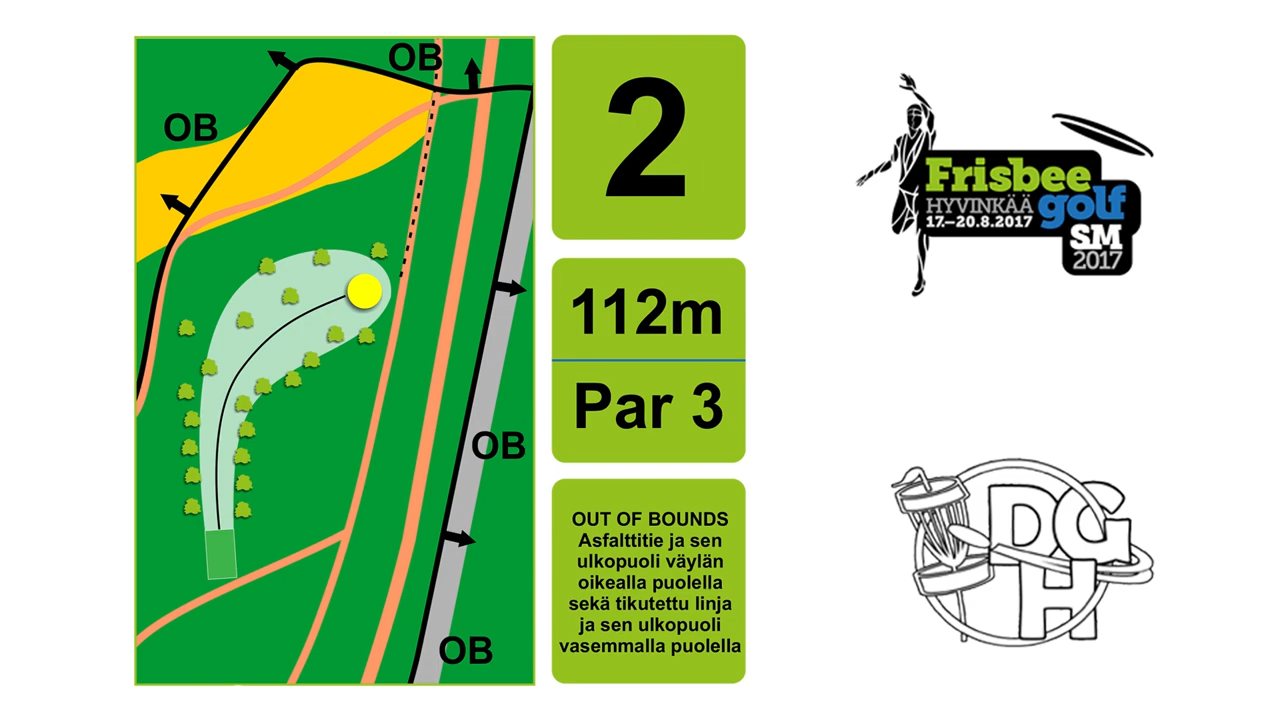 OB
OB
OB
OB
2
112m
Par 3
OUT OF BOUNDS
Asfalttitie ja sen
ulkopuoli väylän
oikealla puolella
sekä tikutettu linja
ja sen ulkopuoli
vasemmalla puolella
Frisbee
HYVINKÄÄ golf
17.–20.8.2017
SM
2017
DG
H